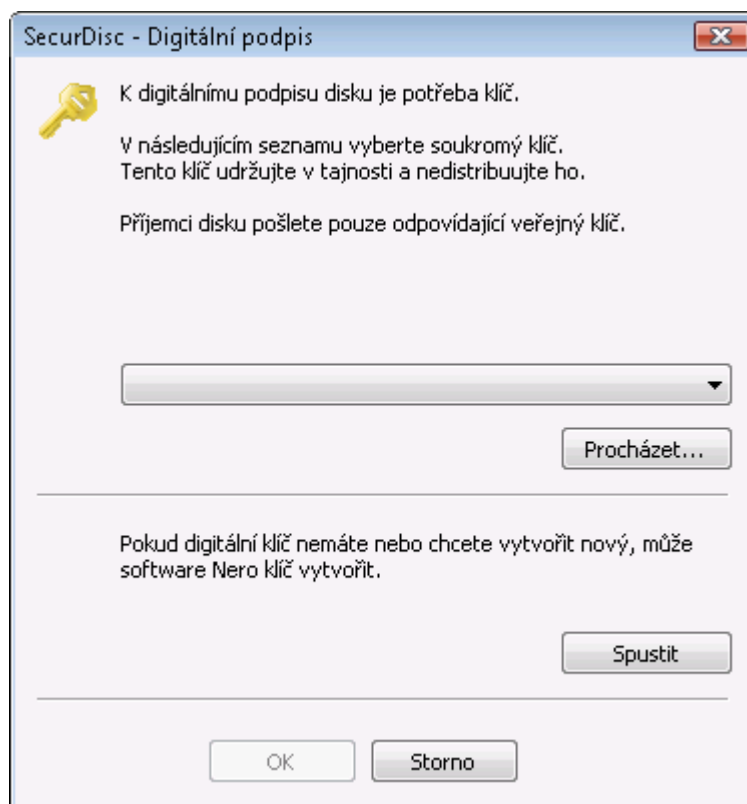 SecurDisc - Digitální podpis
K digitálnímu podpisu disku je potřeba klíč.
V následujícím seznamu vyberte soukromý klíč.
Tento klíč udržujte v tajnosti a nedistribuujte ho.
Příjemci disku pošlete pouze odpovídající veřejný klíč.
Procházet...
Pokud digitální klíč nemáte nebo chcete vytvořit nový, může
software Nero klíč vytvořit.
Spustit
OK
Storno